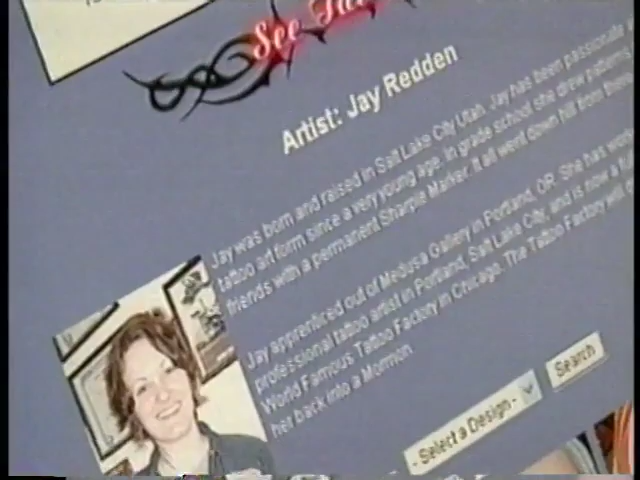 See
Artist: Jay Redden
Jay was born and raised in Salt Lake City Utah. Jay has been passionate
tattoo art form since a very young age. In grade school she drew patterns
friends with a permanent Sharpie Marker. It all went down hill from there
Jay apprenticed out of Medusa Gallery in Portland, OR. She has
professional tattoo artist in Portland, Salt Lake City, and is now a
World Famous Tattoo Factory in Chicago. The Tattoo Factory will
her back into a Mormon
- Select a Design -
Search